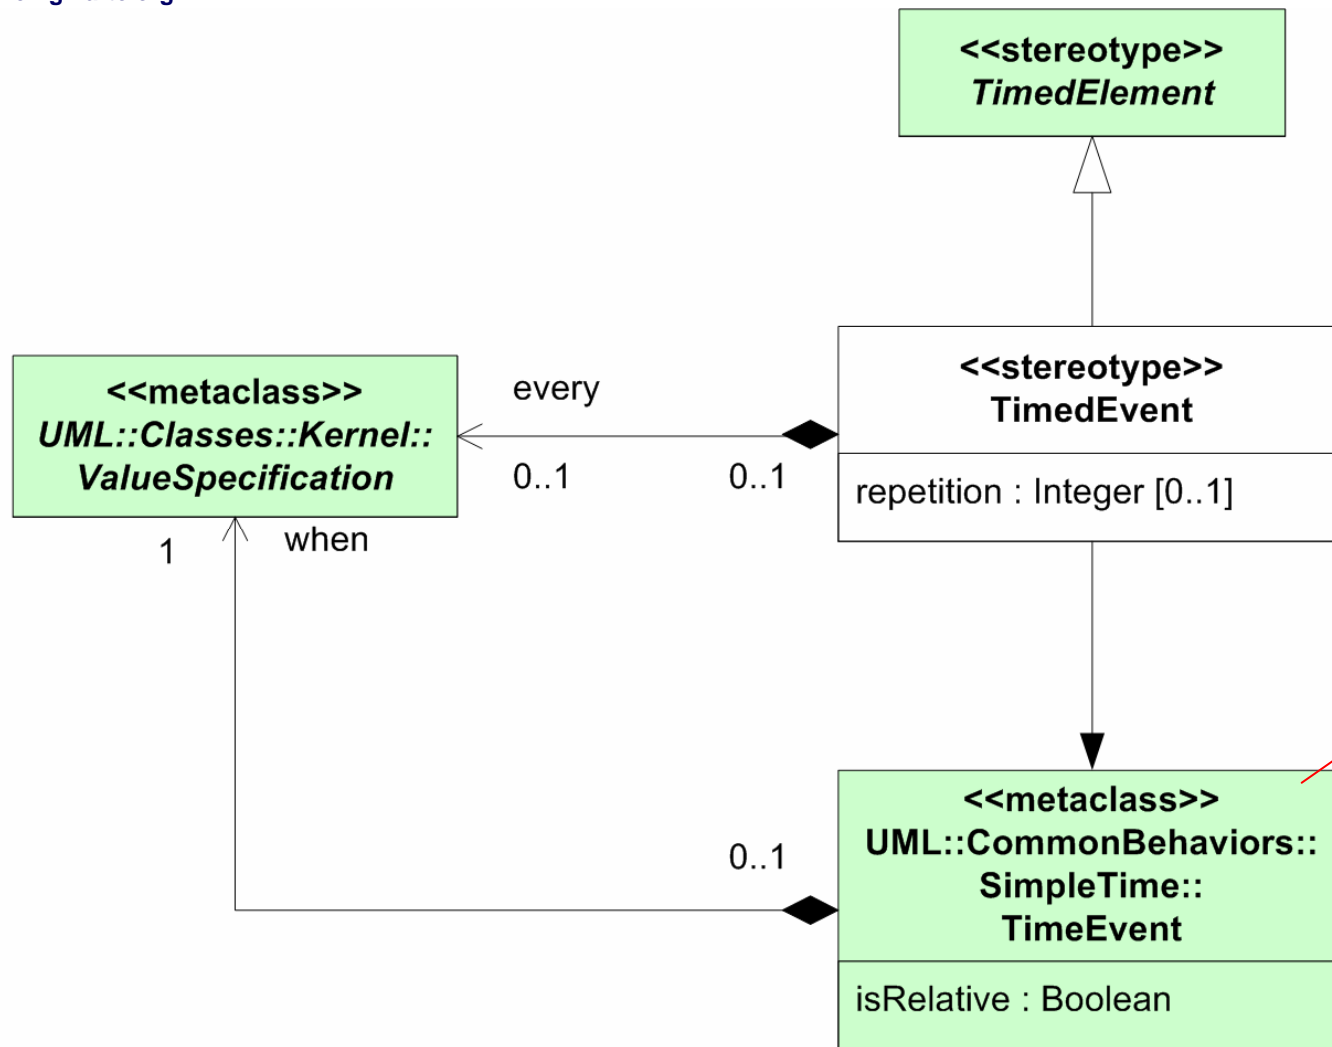 <<stereotype>>
TimedElement
<<stereotype>>
TimedEvent
repetition : Integer [0..1]
<<metaclass>>
UML::Classes::Kernel::
ValueSpecification
every
0..1
0..1
1
when
0..1
<<metaclass>>
UML::CommonBehaviors::
SimpleTime::
TimeEvent
isRelative : Boolean